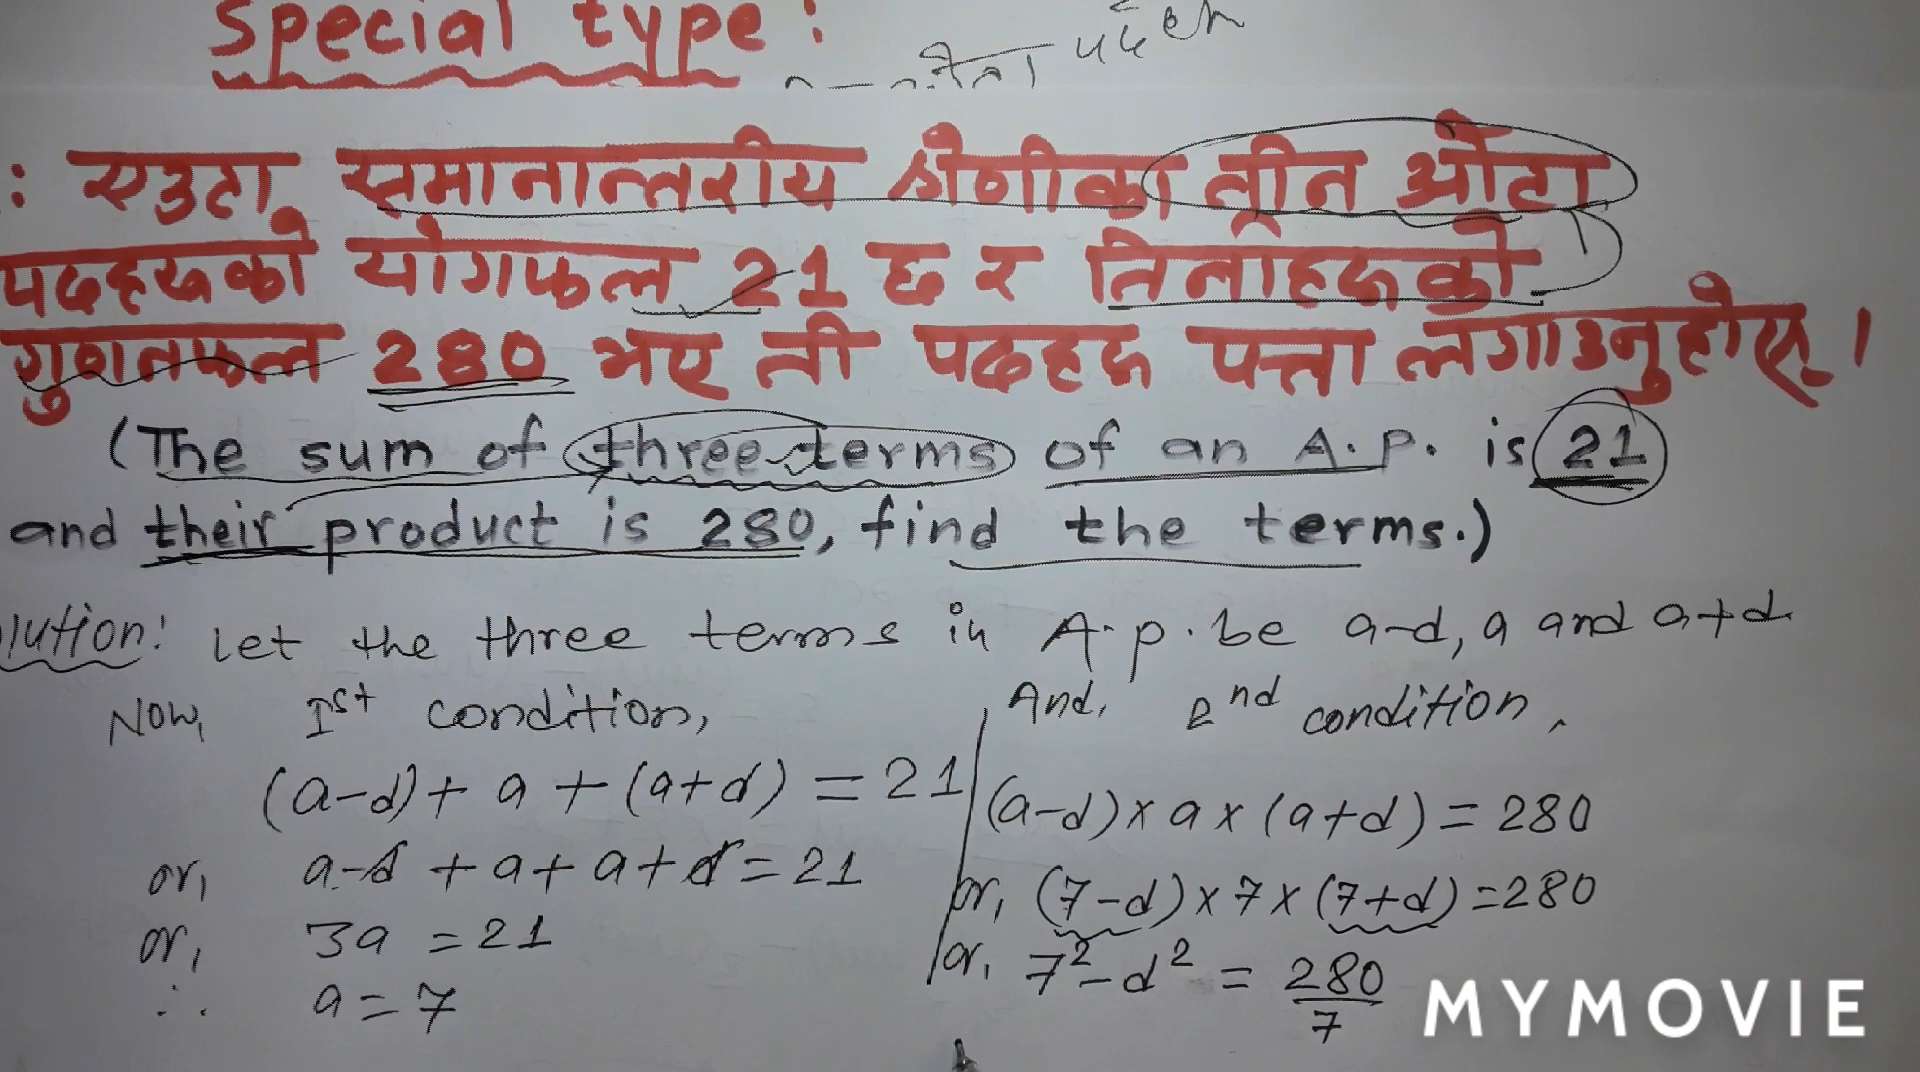 Special type:
: एउटा समानान्तरीय श्रेणीका तीन ओटा
पदहरूको योगफल 21 छ र तिनीहरूको
गुणनफल 280 भए ती पदहरू पत्ता लगाउनुहोस् ।
(The sum of three terms of an A.P. is 21
and their product is 280, find the terms.)
lution: Let the three terms in A.p. be a-d, a and a+d
Now, Ist condition,
(a-d) + a + (a+d) = 21
or, a-d + a + a + d = 21
or, 3a = 21
∴ a = 7
And, 2nd condition,
(a-d) × a × (a+d) = 280
or, (7-d) × 7 × (7+d) = 280
or, 7² - d² = 280/7
MYMOVIE